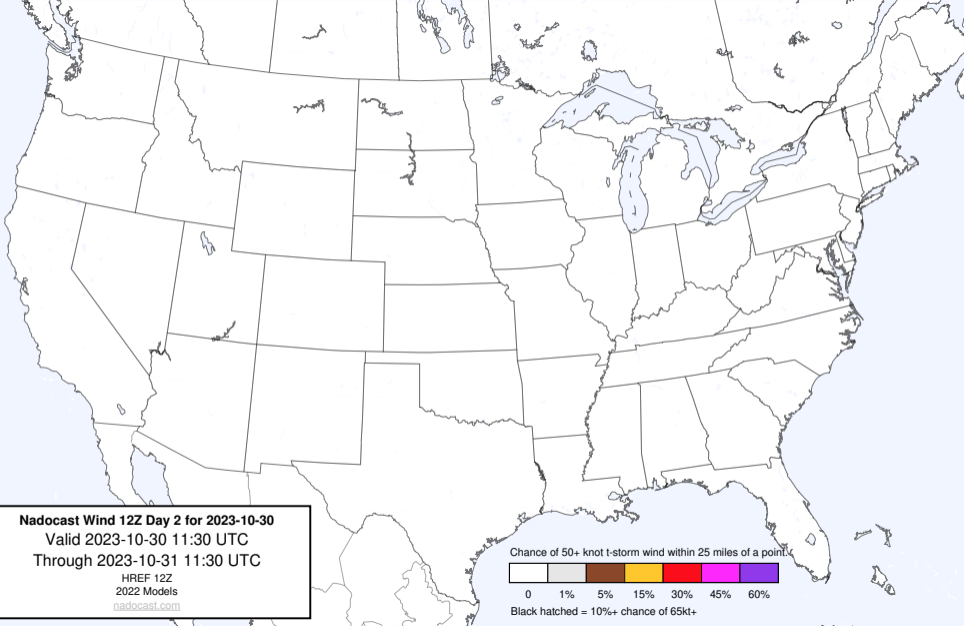 Nadocast Wind 12Z Day 2 for 2023-10-30
Valid 2023-10-30 11:30 UTC
Through 2023-10-31 11:30 UTC
HREF 12Z
2022 Models
nadocast.com
Chance of 50+ knot t-storm wind within 25 miles of a point.
0 1% 5% 15% 30% 45% 60%
Black hatched = 10%+ chance of 65kt+